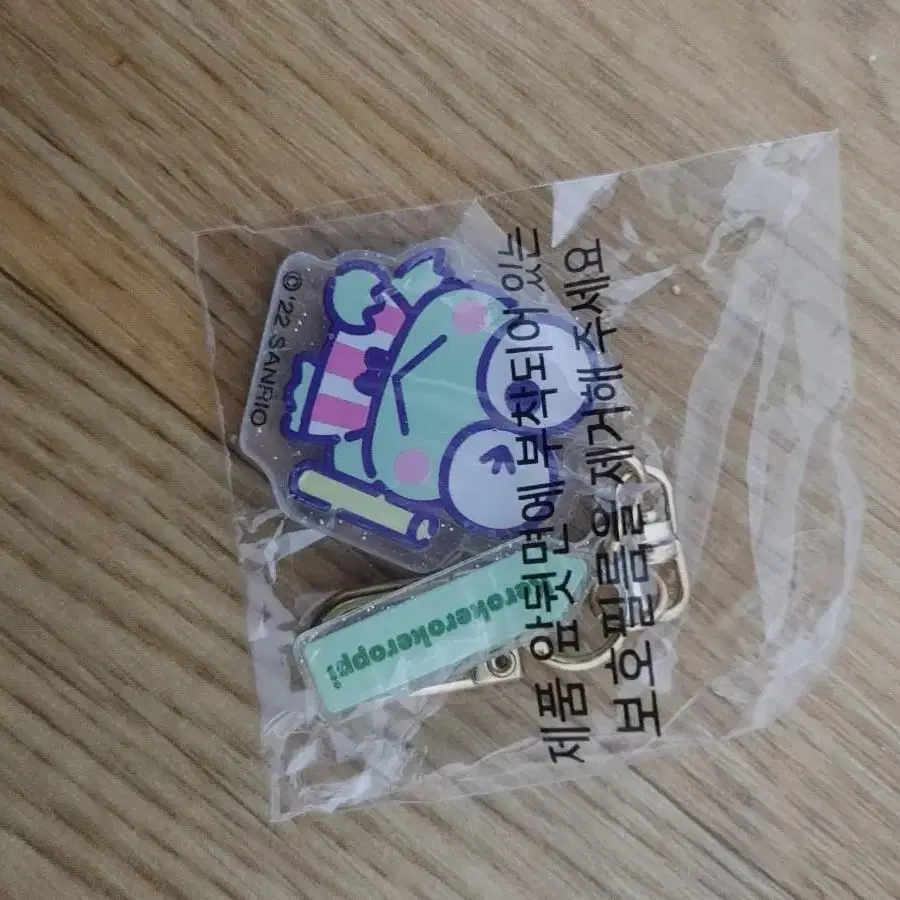 제품 앞뒷면에 부착되어 있는
보호필름을 제거해 주세요
© '22 SANRIO
kerokerokeroppi